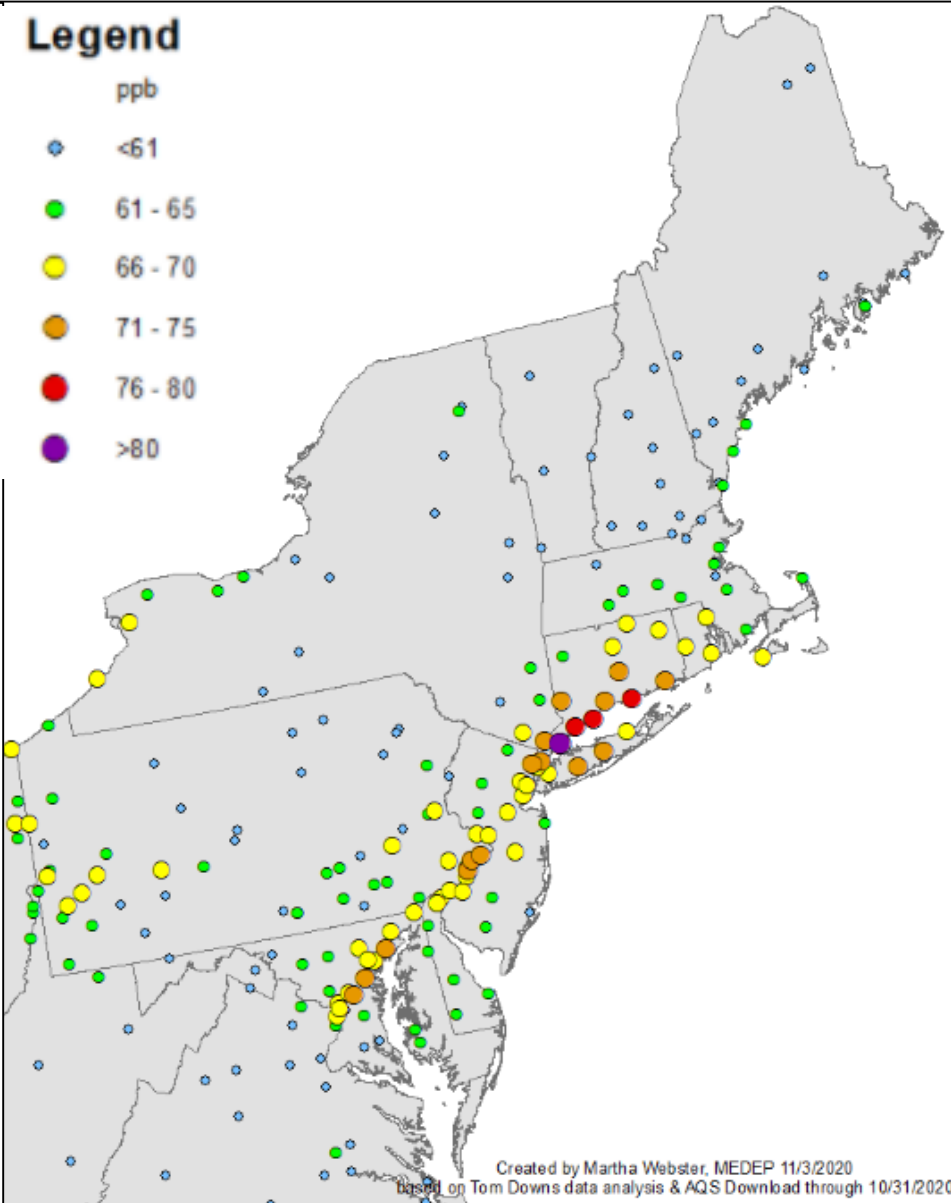 Legend
ppb
<61
61 - 65
66 - 70
71 - 75
76 - 80
>80
Created by Martha Webster, MEDEP 11/3/2020
based on Tom Downs data analysis & AQS Download through 10/31/2020